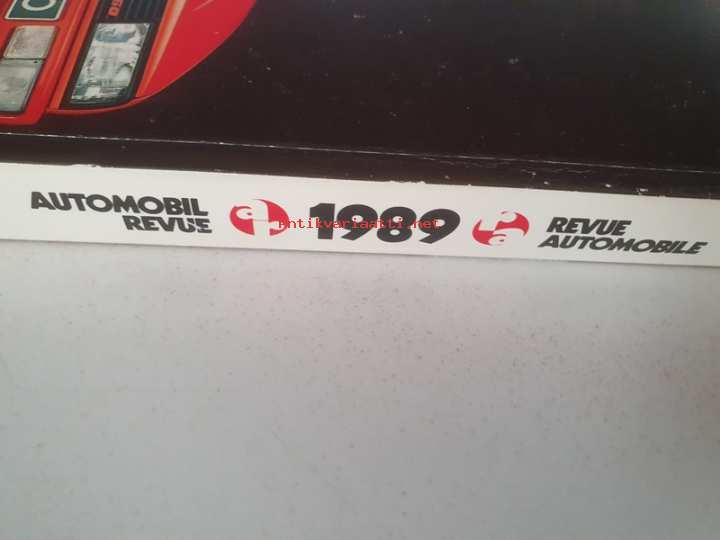 AUTOMOBIL
REVUE
1989
REVUE
AUTOMOBILE
antikvariaatti.net